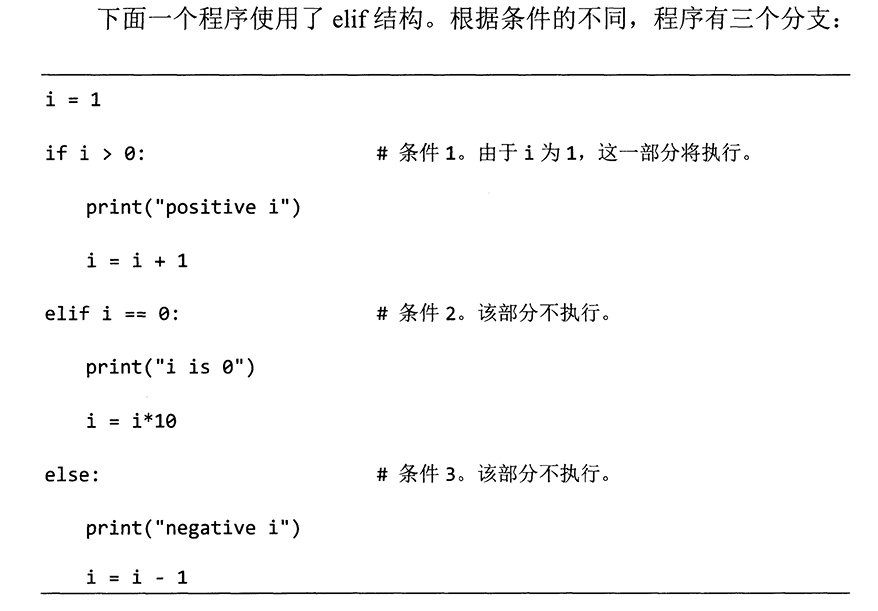 下面一个程序使用了 elif 结构。根据条件的不同，程序有三个分支：
i = 1
if i > 0: # 条件 1。由于 i 为 1，这一部分将执行。
    print("positive i")
    i = i + 1
elif i == 0: # 条件 2。该部分不执行。
    print("i is 0")
    i = i*10
else: # 条件 3。该部分不执行。
    print("negative i")
    i = i - 1